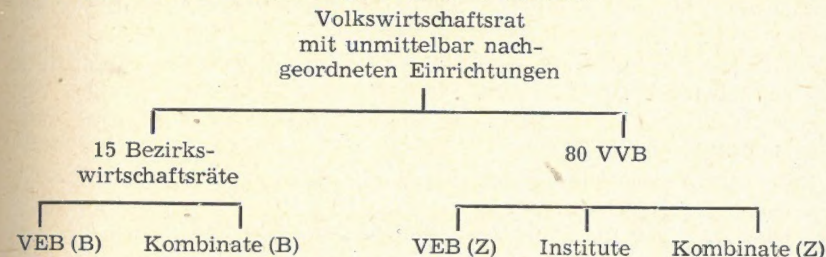 Volkswirtschaftsrat
mit unmittelbar nach-
geordneten Einrichtungen
15 Bezirks-
wirtschaftsräte
80 VVB
VEB (B) Kombinate (B) VEB (Z) Institute Kombinate (Z)